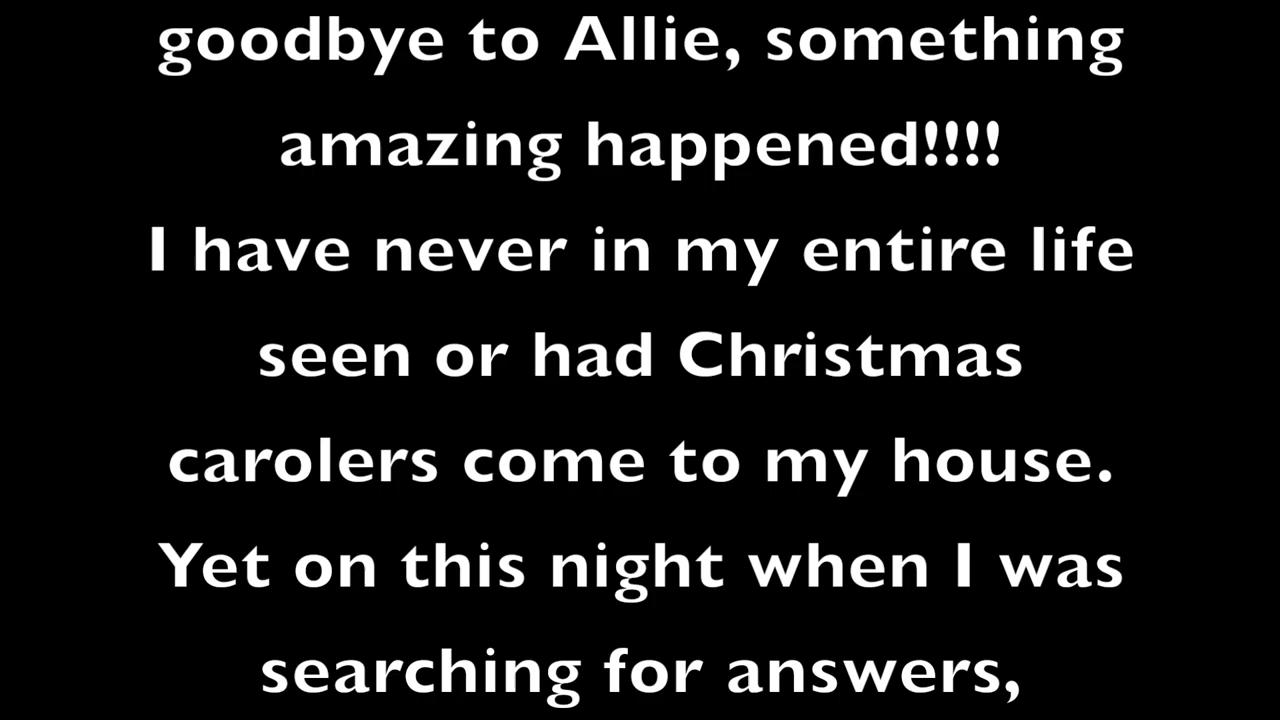 goodbye to Allie, something
amazing happened!!!!
I have never in my entire life
seen or had Christmas
carolers come to my house.
Yet on this night when I was
searching for answers,